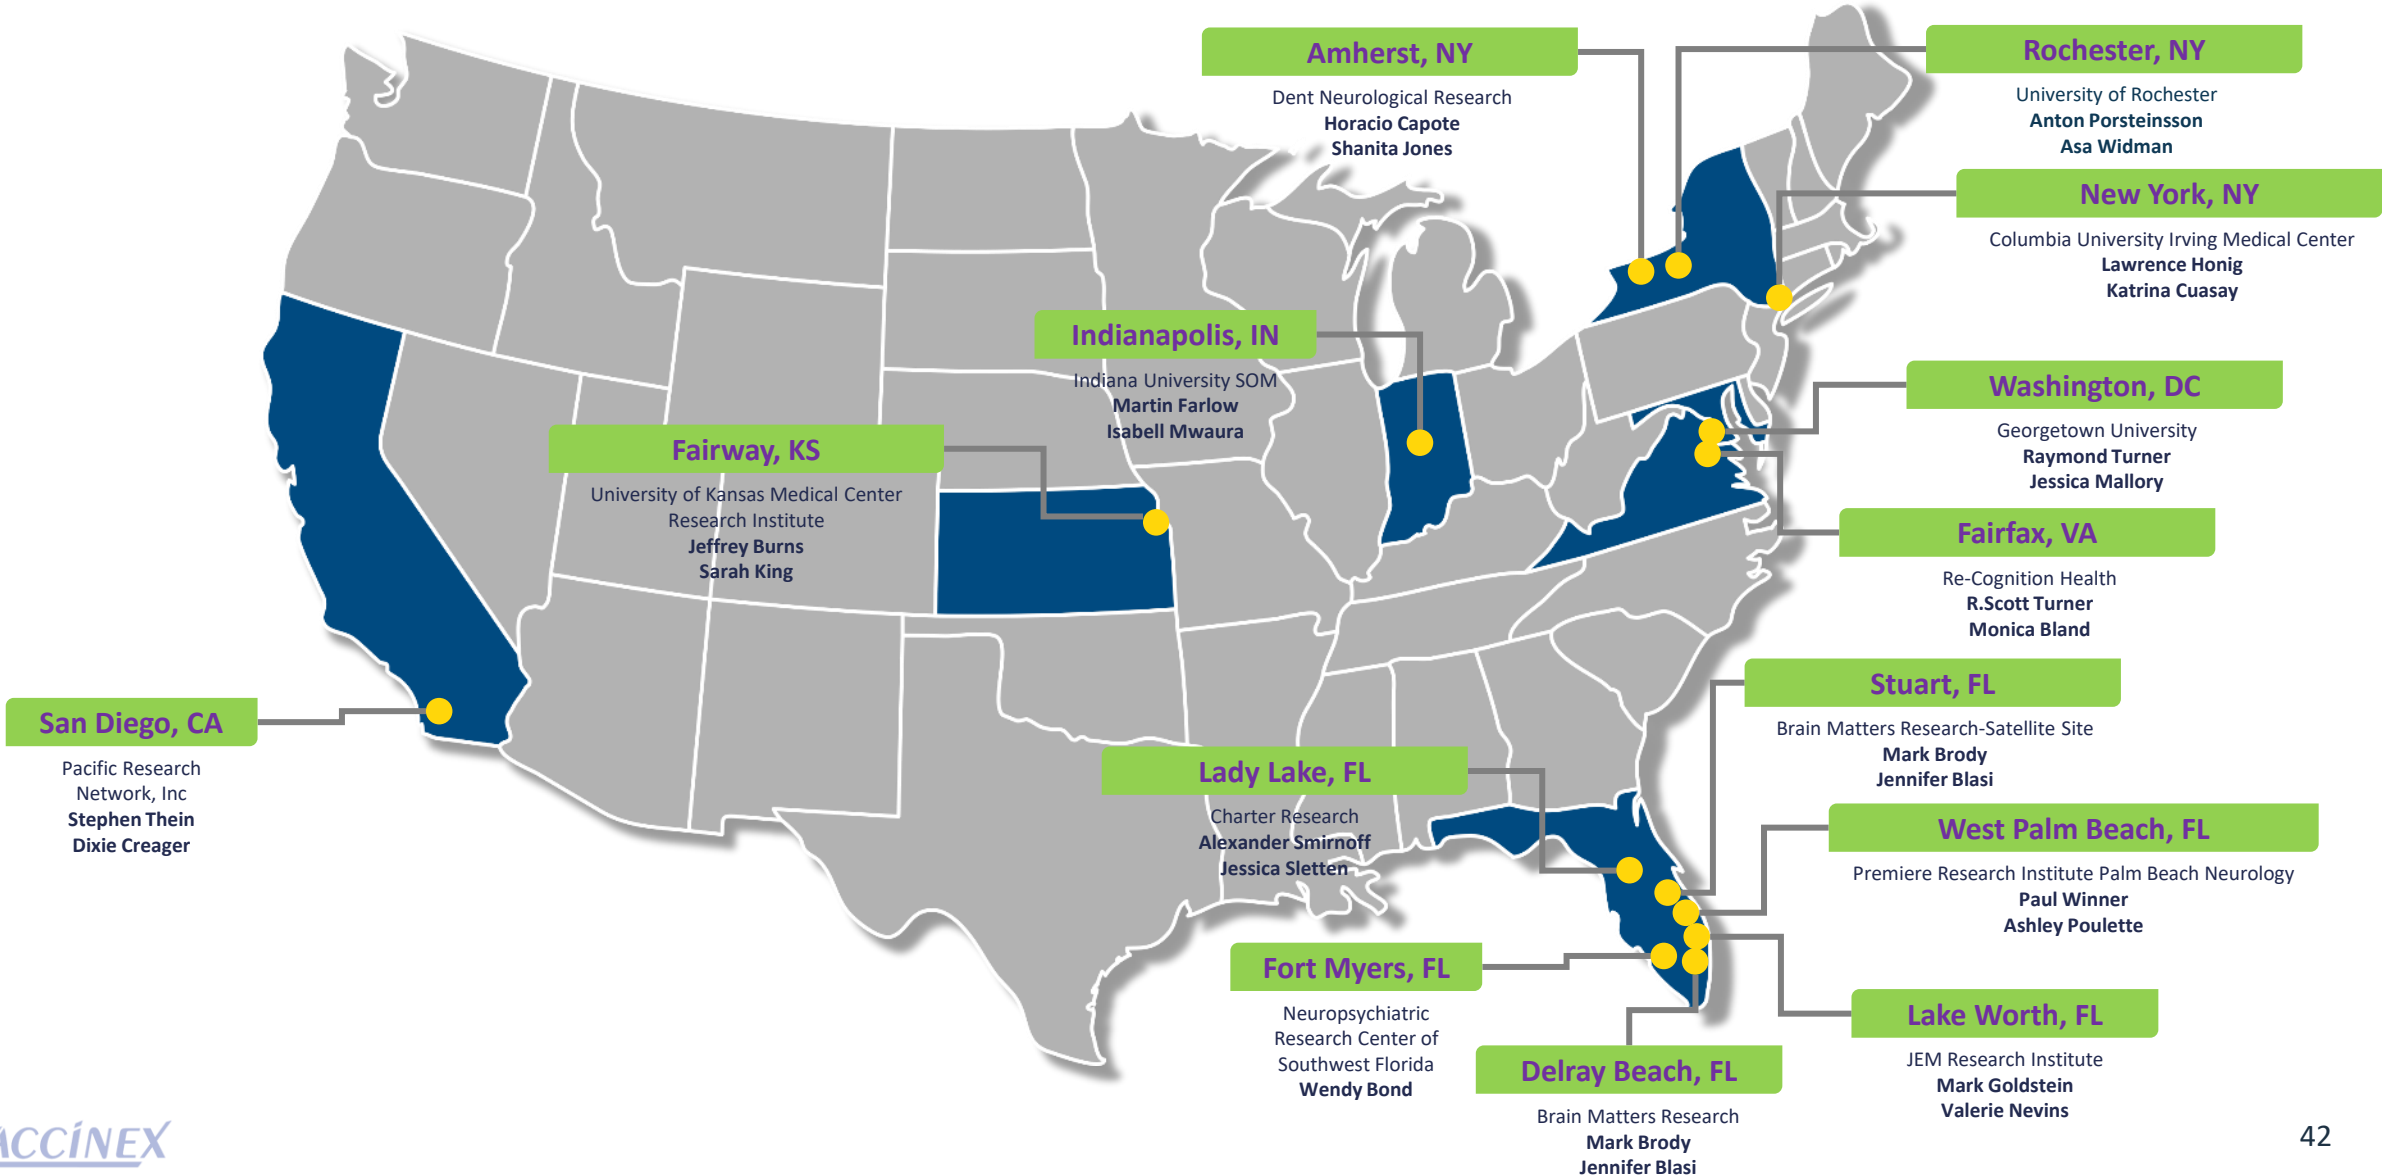 Amherst, NY
Dent Neurological Research
Horacio Capote
Shanita Jones
Rochester, NY
University of Rochester
Anton Porsteinsson
Asa Widman
New York, NY
Columbia University Irving Medical Center
Lawrence Honig
Katrina Cuasay
Indianapolis, IN
Indiana University SOM
Martin Farlow
Isabell Mwaura
Washington, DC
Georgetown University
Raymond Turner
Jessica Mallory
Fairway, KS
University of Kansas Medical Center
Research Institute
Jeffrey Burns
Sarah King
Fairfax, VA
Re-Cognition Health
R.Scott Turner
Monica Bland
San Diego, CA
Pacific Research
Network, Inc
Stephen Thein
Dixie Creager
Stuart, FL
Brain Matters Research-Satellite Site
Mark Brody
Jennifer Blasi
Lady Lake, FL
Charter Research
Alexander Smirnoff
Jessica Sletten
West Palm Beach, FL
Premiere Research Institute Palm Beach Neurology
Paul Winner
Ashley Poulette
Fort Myers, FL
Neuropsychiatric
Research Center of
Southwest Florida
Wendy Bond
Lake Worth, FL
JEM Research Institute
Mark Goldstein
Valerie Nevins
Delray Beach, FL
Brain Matters Research
Mark Brody
Jennifer Blasi
ACCINEX
42